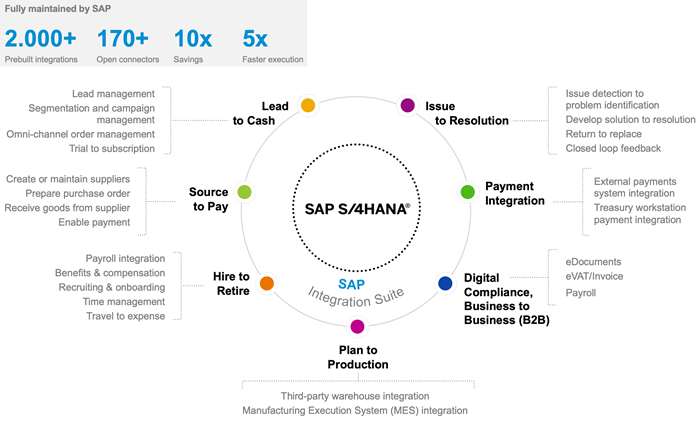 Fully maintained by SAP
2.000+ 170+ 10x 5x
Prebuilt integrations Open connectors Savings Faster execution
Lead management
Segmentation and campaign
management
Omni-channel order management
Trial to subscription
Lead
to Cash
Issue
to Resolution
Issue detection to
problem identification
Develop solution to resolution
Return to replace
Closed loop feedback
Create or maintain suppliers
Prepare purchase order
Receive goods from supplier
Enable payment
Source
to Pay
SAP S/4HANA®
Payment
Integration
External payments
system integration
Treasury workstation
payment integration
Payroll integration
Benefits & compensation
Recruiting & onboarding
Time management
Travel to expense
Hire to
Retire
SAP
Integration Suite
Digital
Compliance,
Business to
Business (B2B)
eDocuments
eVAT/Invoice
Payroll
Plan to
Production
Third-party warehouse integration
Manufacturing Execution System (MES) integration